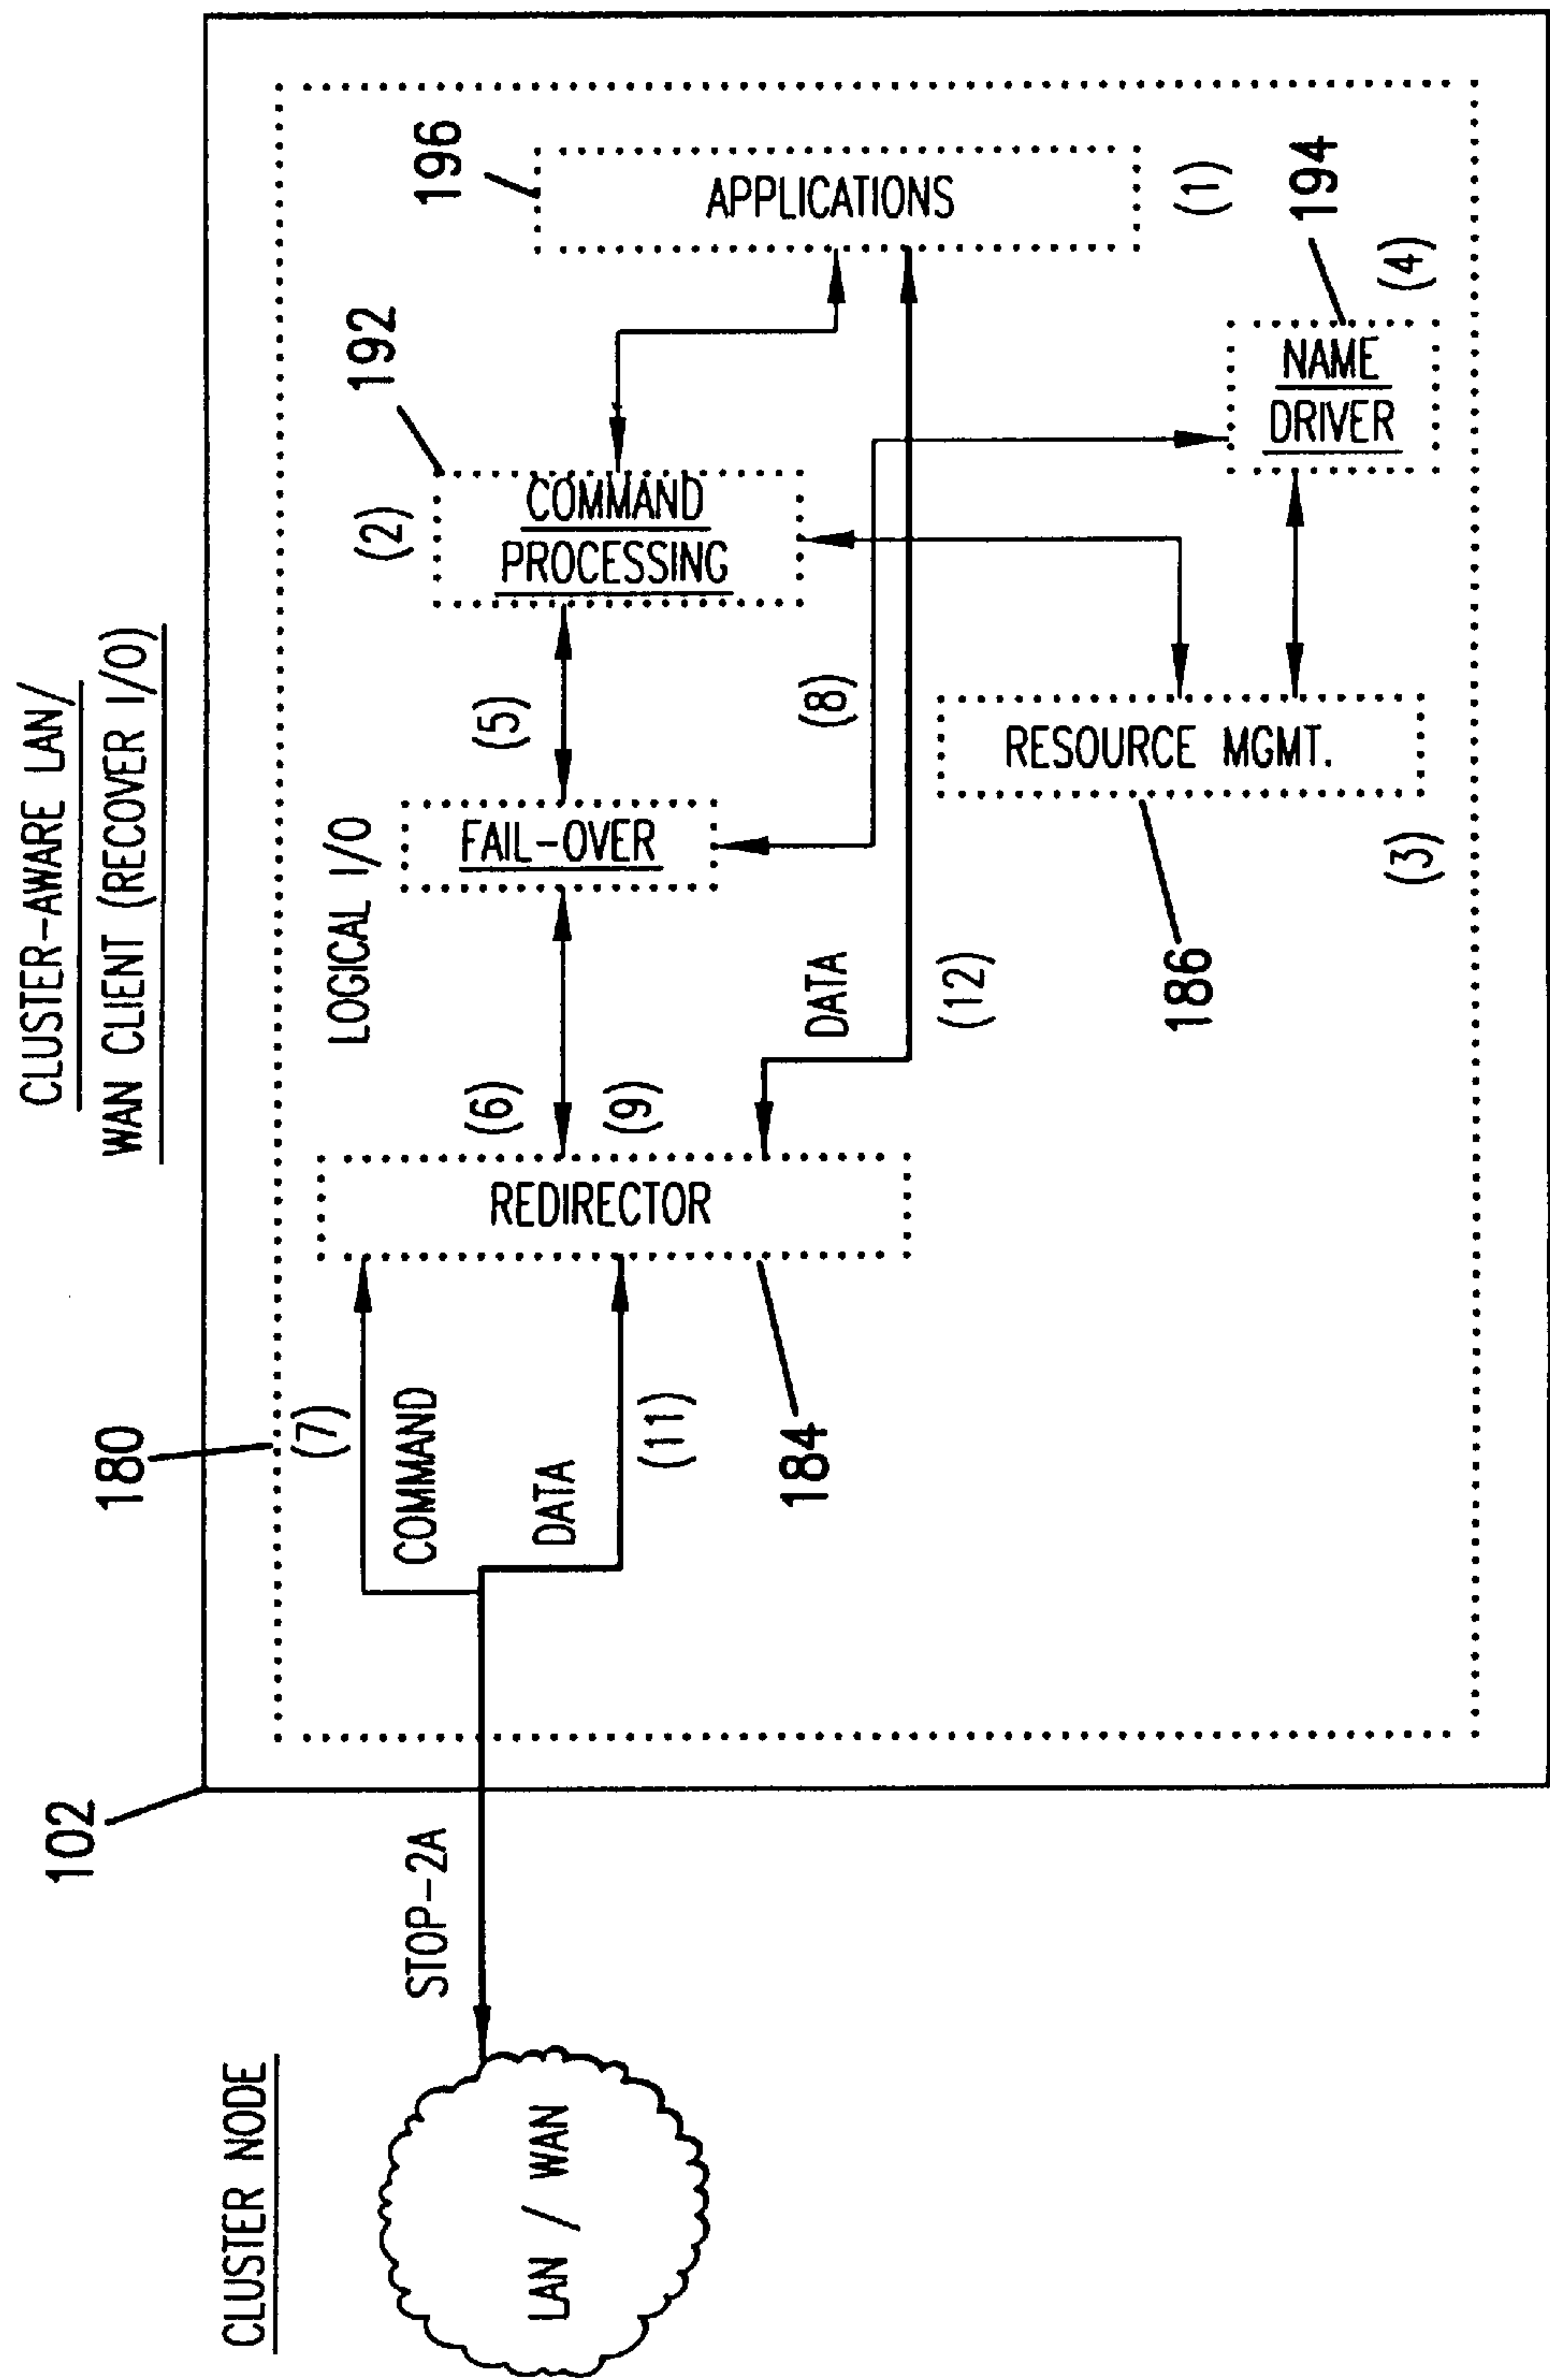 CLUSTER-AWARE LAN/
WAN CLIENT (RECOVER I/O)
CLUSTER NODE
102
180
LAN / WAN
STOP-2A
(7)
COMMAND
DATA
(11)
184
REDIRECTOR
(6)
(9)
LOGICAL I/O
FAIL-OVER
(5)
(2)
192
COMMAND
PROCESSING
196
APPLICATIONS
(1)
(8)
DATA
(12)
RESOURCE MGMT.
186
(3)
NAME
DRIVER
194
(4)